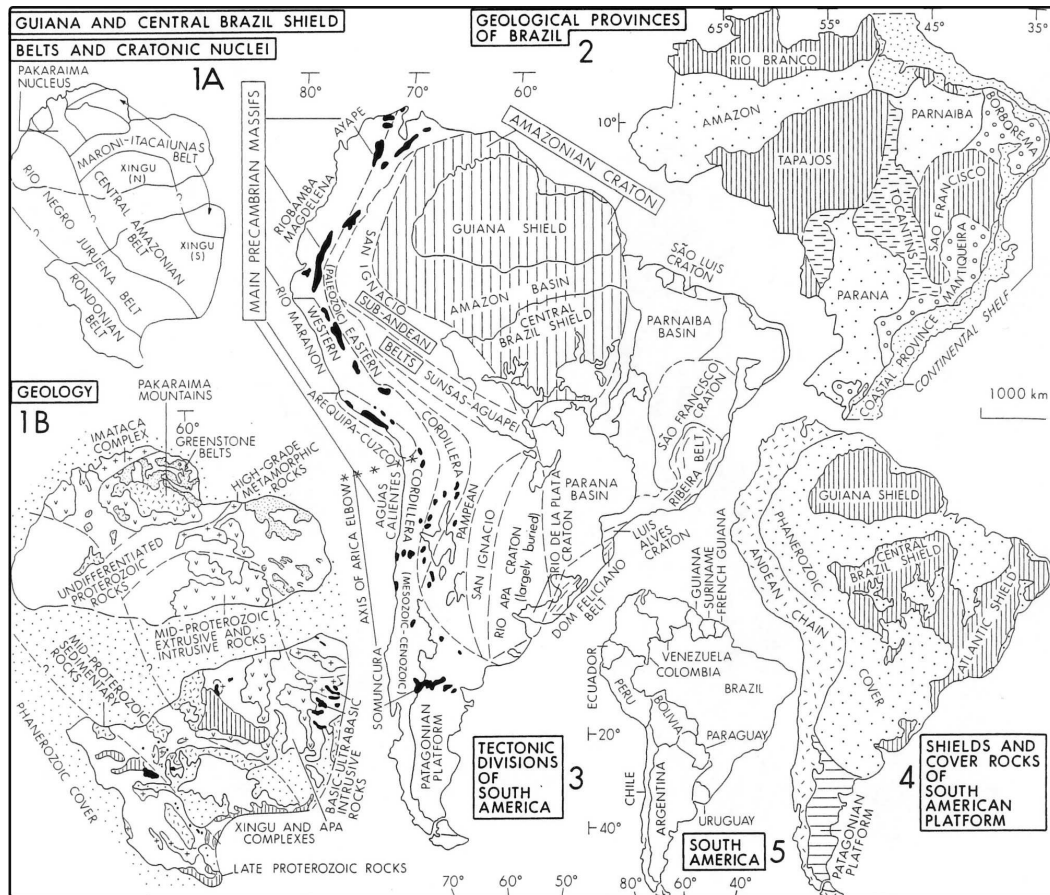 GUIANA AND CENTRAL BRAZIL SHIELD
BELTS AND CRATONIC NUCLEI
1A
PAKARAIMA
NUCLEUS
MARONI-ITACAIUNAS
BELT
XINGU
(N)
CENTRAL AMAZONIAN
BELT
XINGU
(S)
RIO NEGRO JURUENA BELT
RONDONIAN
BELT
GEOLOGY
1B
PAKARAIMA
MOUNTAINS
60°
IMATACA
COMPLEX
GREENSTONE
BELTS
HIGH-GRADE
METAMORPHIC
ROCKS
UNDIFFERENTIATED
PROTEROZOIC
ROCKS
MID-PROTEROZOIC
EXTRUSIVE AND
INTRUSIVE ROCKS
MID-PROTEROZOIC
SEDIMENTARY
ROCKS
PHANEROZOIC COVER
BASIC/ULTRABASIC
INTRUSIVE
ROCKS
XINGU AND APA
COMPLEXES
LATE PROTEROZOIC ROCKS
80°
70°
60°
MAIN PRECAMBRIAN MASSIFS
AYAPE
RIOBAMBA
MAGDELENA
RIO MARANON
AREQUIPA-CUZCO
AXIS OF ARICA ELBOW
AGUAS
CALIENTES
SOMUNCURA
AMAZONIAN CRATON
GUIANA SHIELD
AMAZON BASIN
CENTRAL
BRAZIL SHIELD
SAN IGNACIO
SUB-ANDEAN
BELTS
SUNSAS-AGUAPEI
(PALEOZOIC)
EASTERN
WESTERN
CORDILLERA
CORDILLERA
(MESOZOIC-CENOZOIC)
PAMPEAN
SAN IGNACIO
RIO APA CRATON
(largely buried)
RIO DE LA PLATA
CRATON
PARANA
BASIN
SÃO LUIS
CRATON
PARNAIBA
BASIN
SÃO FRANCISCO
CRATON
RIBEIRA BELT
LUIS
ALVES
CRATON
DOM FELICIANO
BELT
PATAGONIAN
PLATFORM
TECTONIC
DIVISIONS
OF
SOUTH
AMERICA
3
70°
60°
50°
GEOLOGICAL PROVINCES
OF BRAZIL
2
65°
55°
45°
35°
10°
RIO BRANCO
AMAZON
TAPAJOS
PARNAIBA
BORBOREMA
SÃO FRANCISCO
TOCANTINS
MANTIQUEIRA
PARANA
COASTAL PROVINCE
CONTINENTAL SHELF
1000 km
GUIANA SHIELD
CENTRAL
BRAZIL SHIELD
ATLANTIC SHIELD
PHANEROZOIC
COVER
ANDEAN CHAIN
PATAGONIAN
PLATFORM
4
SHIELDS AND
COVER ROCKS
OF
SOUTH
AMERICAN
PLATFORM
GUIANA
SURINAME
FRENCH GUIANA
VENEZUELA
COLOMBIA
ECUADOR
PERU
BRAZIL
BOLIVIA
PARAGUAY
CHILE
ARGENTINA
URUGUAY
20°
40°
SOUTH
AMERICA
5
80°
70°
60°
50°
40°